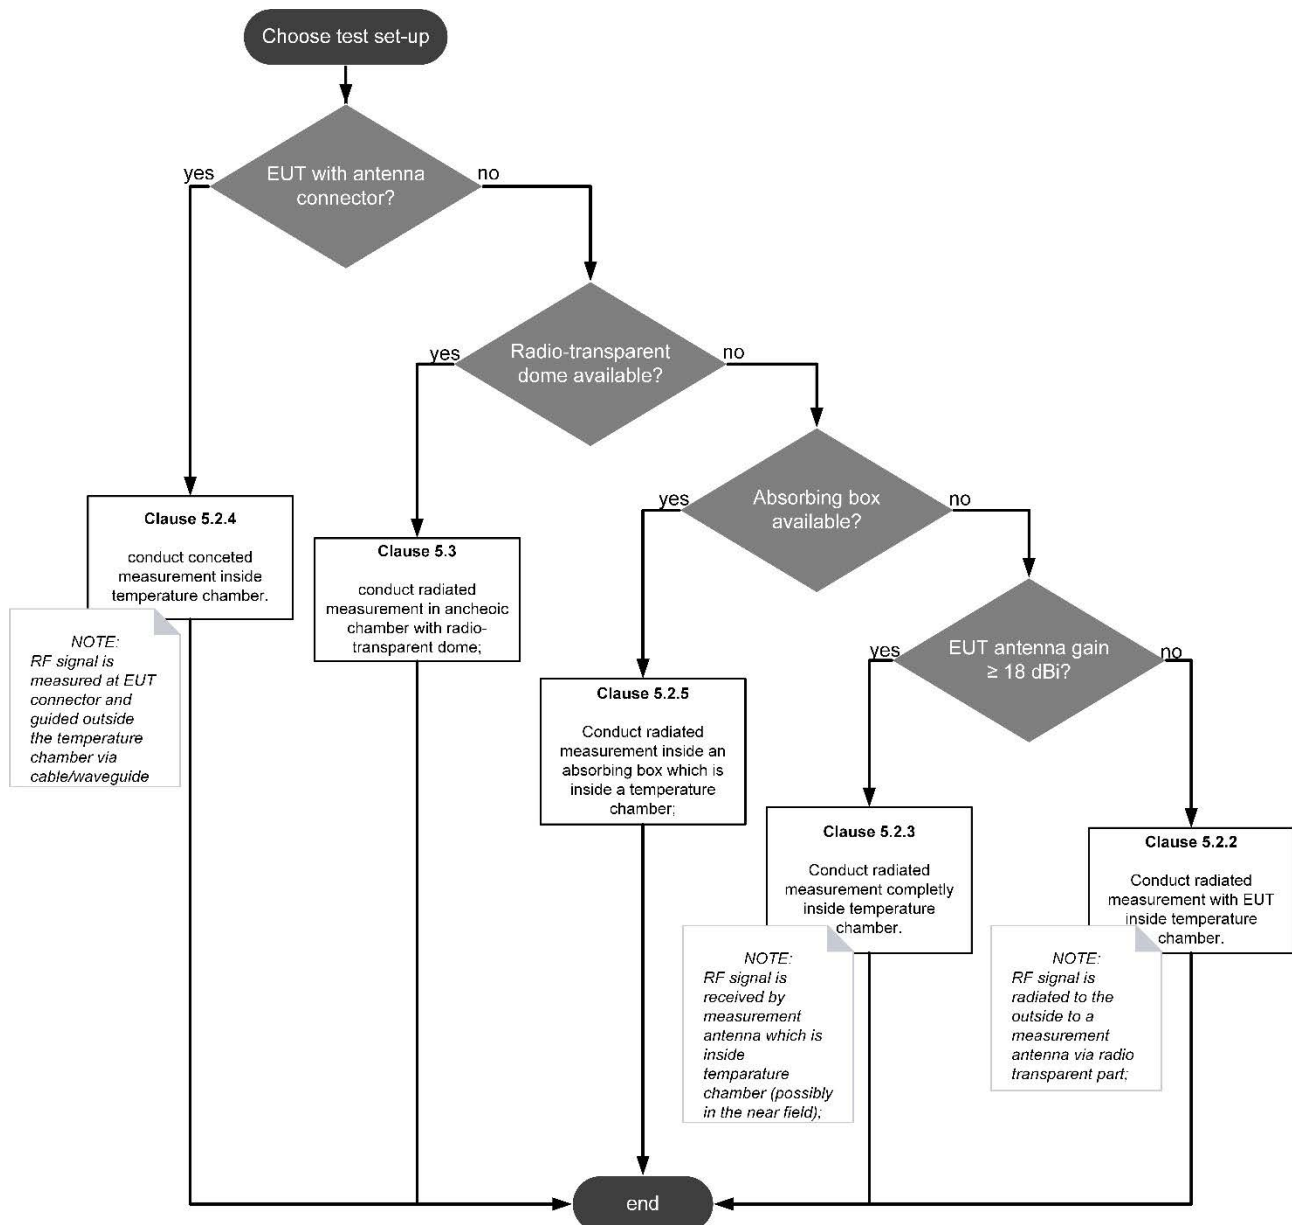 Choose test set-up
EUT with antenna
connector?
yes
no
Radio-transparent
dome available?
yes
no
Absorbing box
available?
yes
no
EUT antenna gain
≥ 18 dBi?
yes
no
Clause 5.2.4
conduct conceted
measurement inside
temperature chamber.
NOTE:
RF signal is
measured at EUT
connector and
guided outside
the temperature
chamber via
cable/waveguide
Clause 5.3
conduct radiated
measurement in ancheoic
chamber with radio-
transparent dome;
Clause 5.2.5
Conduct radiated
measurement inside an
absorbing box which is
inside a temperature
chamber;
Clause 5.2.3
Conduct radiated
measurement completly
inside temperature
chamber.
NOTE:
RF signal is
received by
measurement
antenna which is
inside
temparature
chamber (possibly
in the near field);
Clause 5.2.2
Conduct radiated
measurement with EUT
inside temperature
chamber.
NOTE:
RF signal is
radiated to the
outside to a
measurement
antenna via radio
transparent part;
end